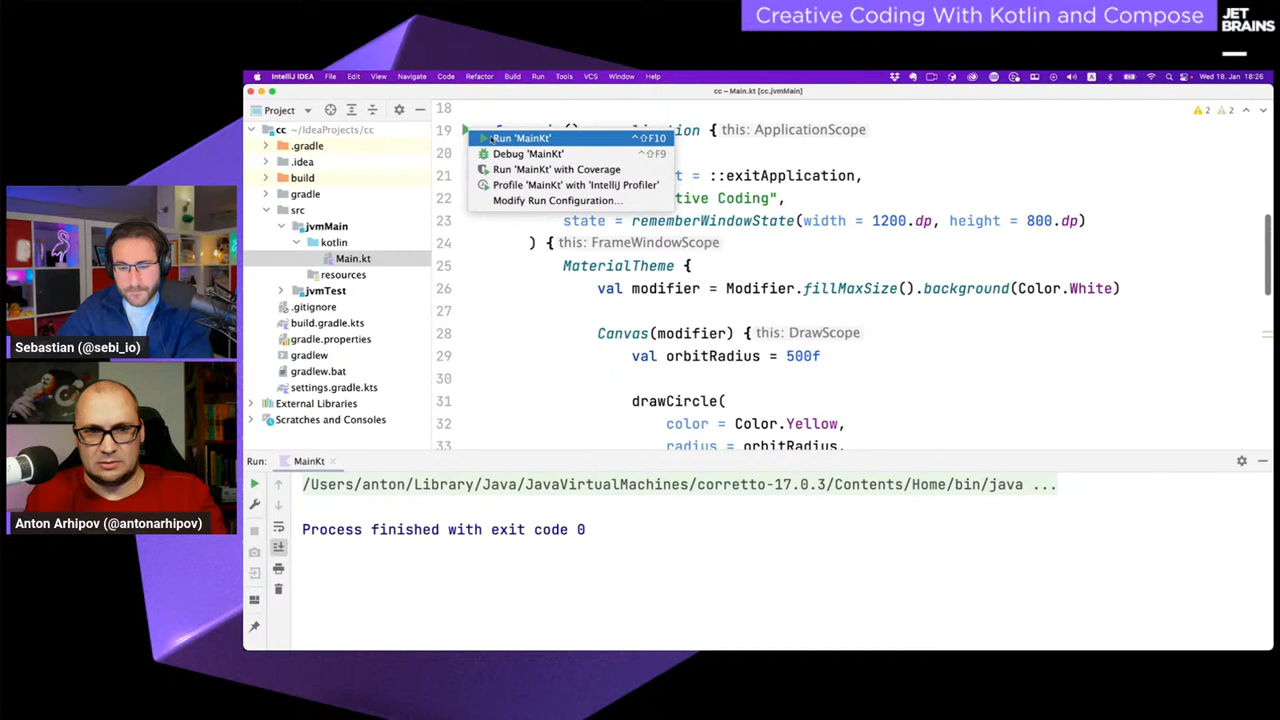 Creative Coding With Kotlin and Compose
JET
BRAINS
IntelliJ IDEA File Edit View Navigate Code Refactor Build Run Tools VCS Window Help
A
Wed 18. Jan 18:26
cc – Main.kt [cc.jvmMain]
Project
cc ~/IdeaProjects/cc
.gradle
.idea
build
gradle
src
jvmMain
kotlin
Main.kt
resources
jvmTest
.gitignore
build.gradle.kts
gradle.properties
gradlew
gradlew.bat
settings.gradle.kts
External Libraries
Scratches and Consoles
2 2
18
19 {this: ApplicationScope
Run 'MainKt' ^⇧F10
Debug 'MainKt' ^⇧F9
Run 'MainKt' with Coverage
Profile 'MainKt' with 'IntelliJ Profiler'
Modify Run Configuration...
20
21 ::exitApplication,
22 Coding",
23 state = rememberWindowState(width = 1200.dp, height = 800.dp)
24 ) { this: FrameWindowScope
25 MaterialTheme {
26 val modifier = Modifier.fillMaxSize().background(Color.White)
27
28 Canvas(modifier) { this: DrawScope
29 val orbitRadius = 500f
30
31 drawCircle(
32 color = Color.Yellow,
33 radius = orbitRadius,
Sebastian (@sebi_io)
Anton Arhipov (@antonarhipov)
Run: MainKt
/Users/anton/Library/Java/JavaVirtualMachines/corretto-17.0.3/Contents/Home/bin/java ...
Process finished with exit code 0